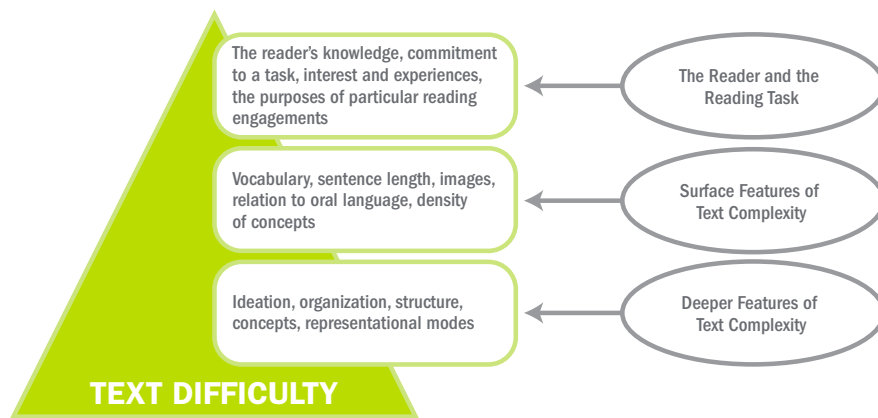 The reader's knowledge, commitment
to a task, interest and experiences,
the purposes of particular reading
engagements
The Reader and the
Reading Task
Vocabulary, sentence length, images,
relation to oral language, density
of concepts
Surface Features of
Text Complexity
Ideation, organization, structure,
concepts, representational modes
Deeper Features of
Text Complexity
TEXT DIFFICULTY